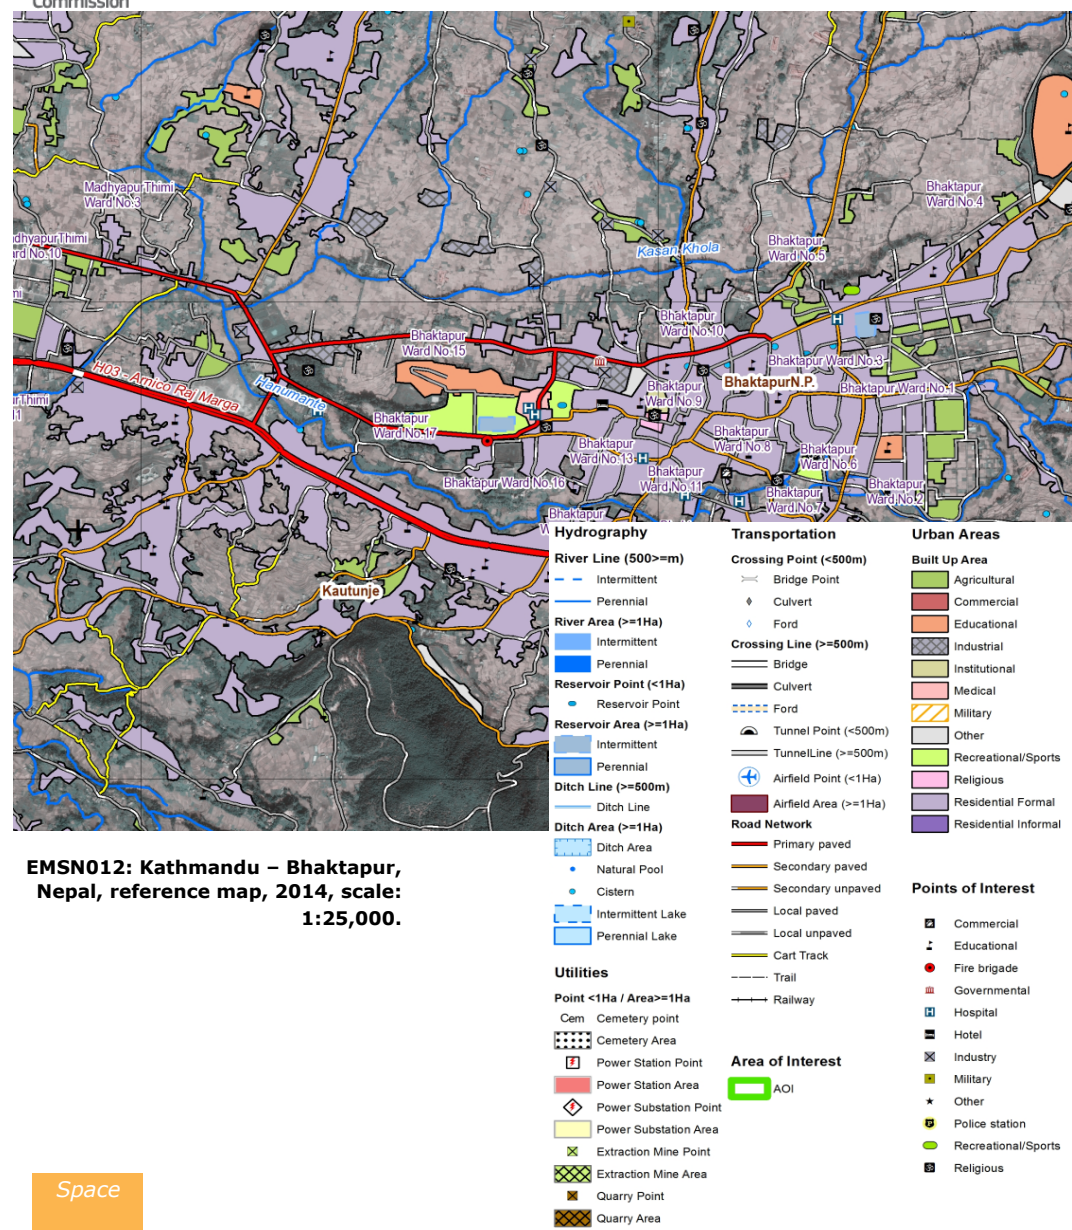 Commission
Madhyapur Thimi
Ward No.3
dhyapurThimi
ard No.10
mi
Bhaktapur
Ward No.4
Bhaktapur
Ward No.5
Kasan Khola
Bhaktapur
Ward No.10
Bhaktapur
Ward No.15
Bhaktapur Ward No.3
H03 - Arnico Raj Marga
Hanumante
BhaktapurN.P.
Bhaktapur Ward No.1
Bhaktapur
Ward No.9
urThimi
11
Bhaktapur
Ward No.17
Bhaktapur
Ward No.8
Bhaktapur
Ward No.13
Bhaktapur
Ward No.6
Bhaktapur
Ward No.11
Bhaktapur Ward No.16
Bhaktapur
Ward No.2
Bhaktapur
Ward No.7
Bhaktapur
Kautunje
Hydrography
River Line (500>=m)
Intermittent
Perennial
River Area (>=1Ha)
Intermittent
Perennial
Reservoir Point (<1Ha)
Reservoir Point
Reservoir Area (>=1Ha)
Intermittent
Perennial
Ditch Line (>=500m)
Ditch Line
Ditch Area (>=1Ha)
Ditch Area
Natural Pool
Cistern
Intermittent Lake
Perennial Lake
Utilities
Point <1Ha / Area>=1Ha
Cem Cemetery point
Cemetery Area
Power Station Point
Power Station Area
Power Substation Point
Power Substation Area
Extraction Mine Point
Extraction Mine Area
Quarry Point
Quarry Area
Transportation
Crossing Point (<500m)
Bridge Point
Culvert
Ford
Crossing Line (>=500m)
Bridge
Culvert
Ford
Tunnel Point (<500m)
TunnelLine (>=500m)
Airfield Point (<1Ha)
Airfield Area (>=1Ha)
Road Network
Primary paved
Secondary paved
Secondary unpaved
Local paved
Local unpaved
Cart Track
Trail
Railway
Area of Interest
AOI
Urban Areas
Built Up Area
Agricultural
Commercial
Educational
Industrial
Institutional
Medical
Military
Other
Recreational/Sports
Religious
Residential Formal
Residential Informal
Points of Interest
Commercial
Educational
Fire brigade
Governmental
Hospital
Hotel
Industry
Military
Other
Police station
Recreational/Sports
Religious
EMSN012: Kathmandu – Bhaktapur,
Nepal, reference map, 2014, scale:
1:25,000.
Space